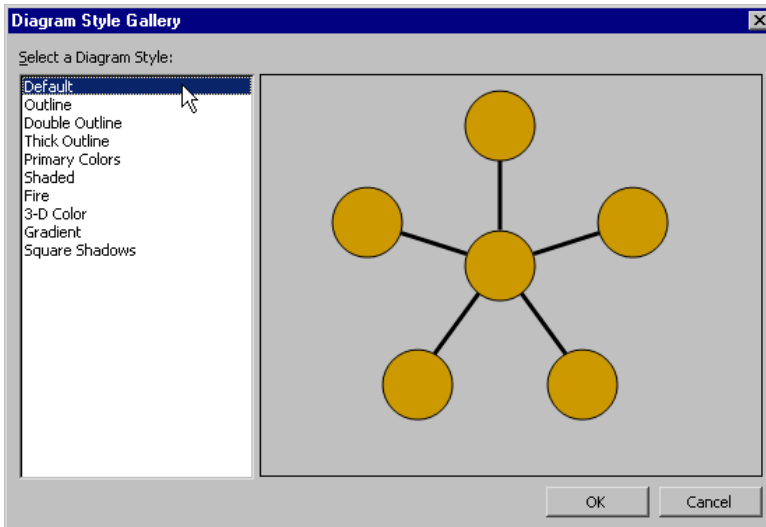 Diagram Style Gallery
Select a Diagram Style:
Default
Outline
Double Outline
Thick Outline
Primary Colors
Shaded
Fire
3-D Color
Gradient
Square Shadows
OK
Cancel